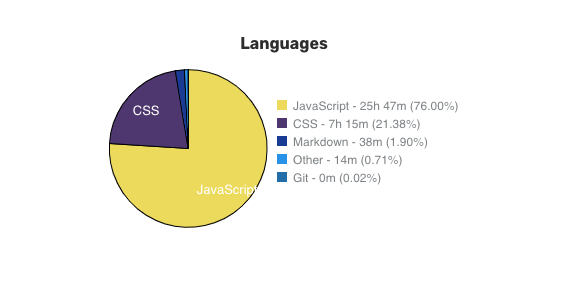 Languages
CSS
JavaScript
JavaScript - 25h 47m (76.00%)
CSS - 7h 15m (21.38%)
Markdown - 38m (1.90%)
Other - 14m (0.71%)
Git - 0m (0.02%)